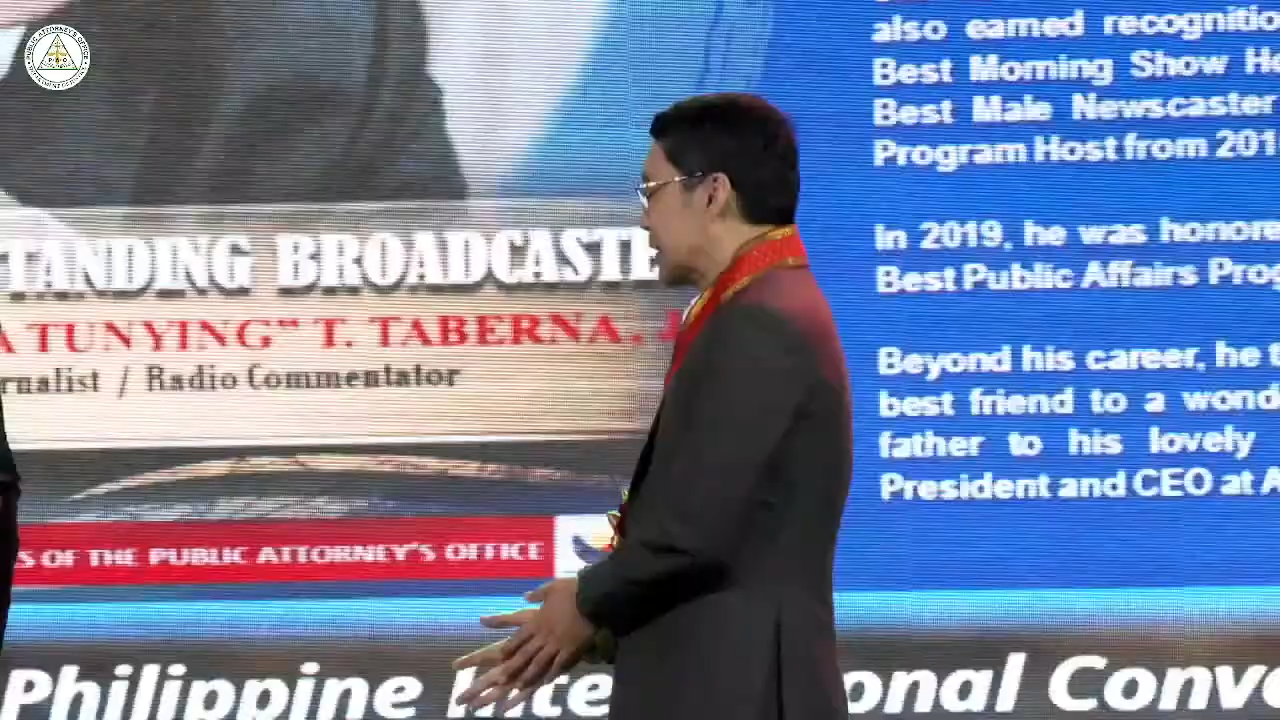 also earned recognitio
Best Morning Show H
Best Male Newscaster
Program Host from 201
In 2019, he was honore
Best Public Affairs Pro
Beyond his career, he
best friend to a wond
father to his lovely
President and CEO at A
TANDING BROADCASTE
A TUNYING" T. TABERNA,
rnalist / Radio Commentator
S OF THE PUBLIC ATTORNEY'S OFFICE
Philippine Inte onal Conve